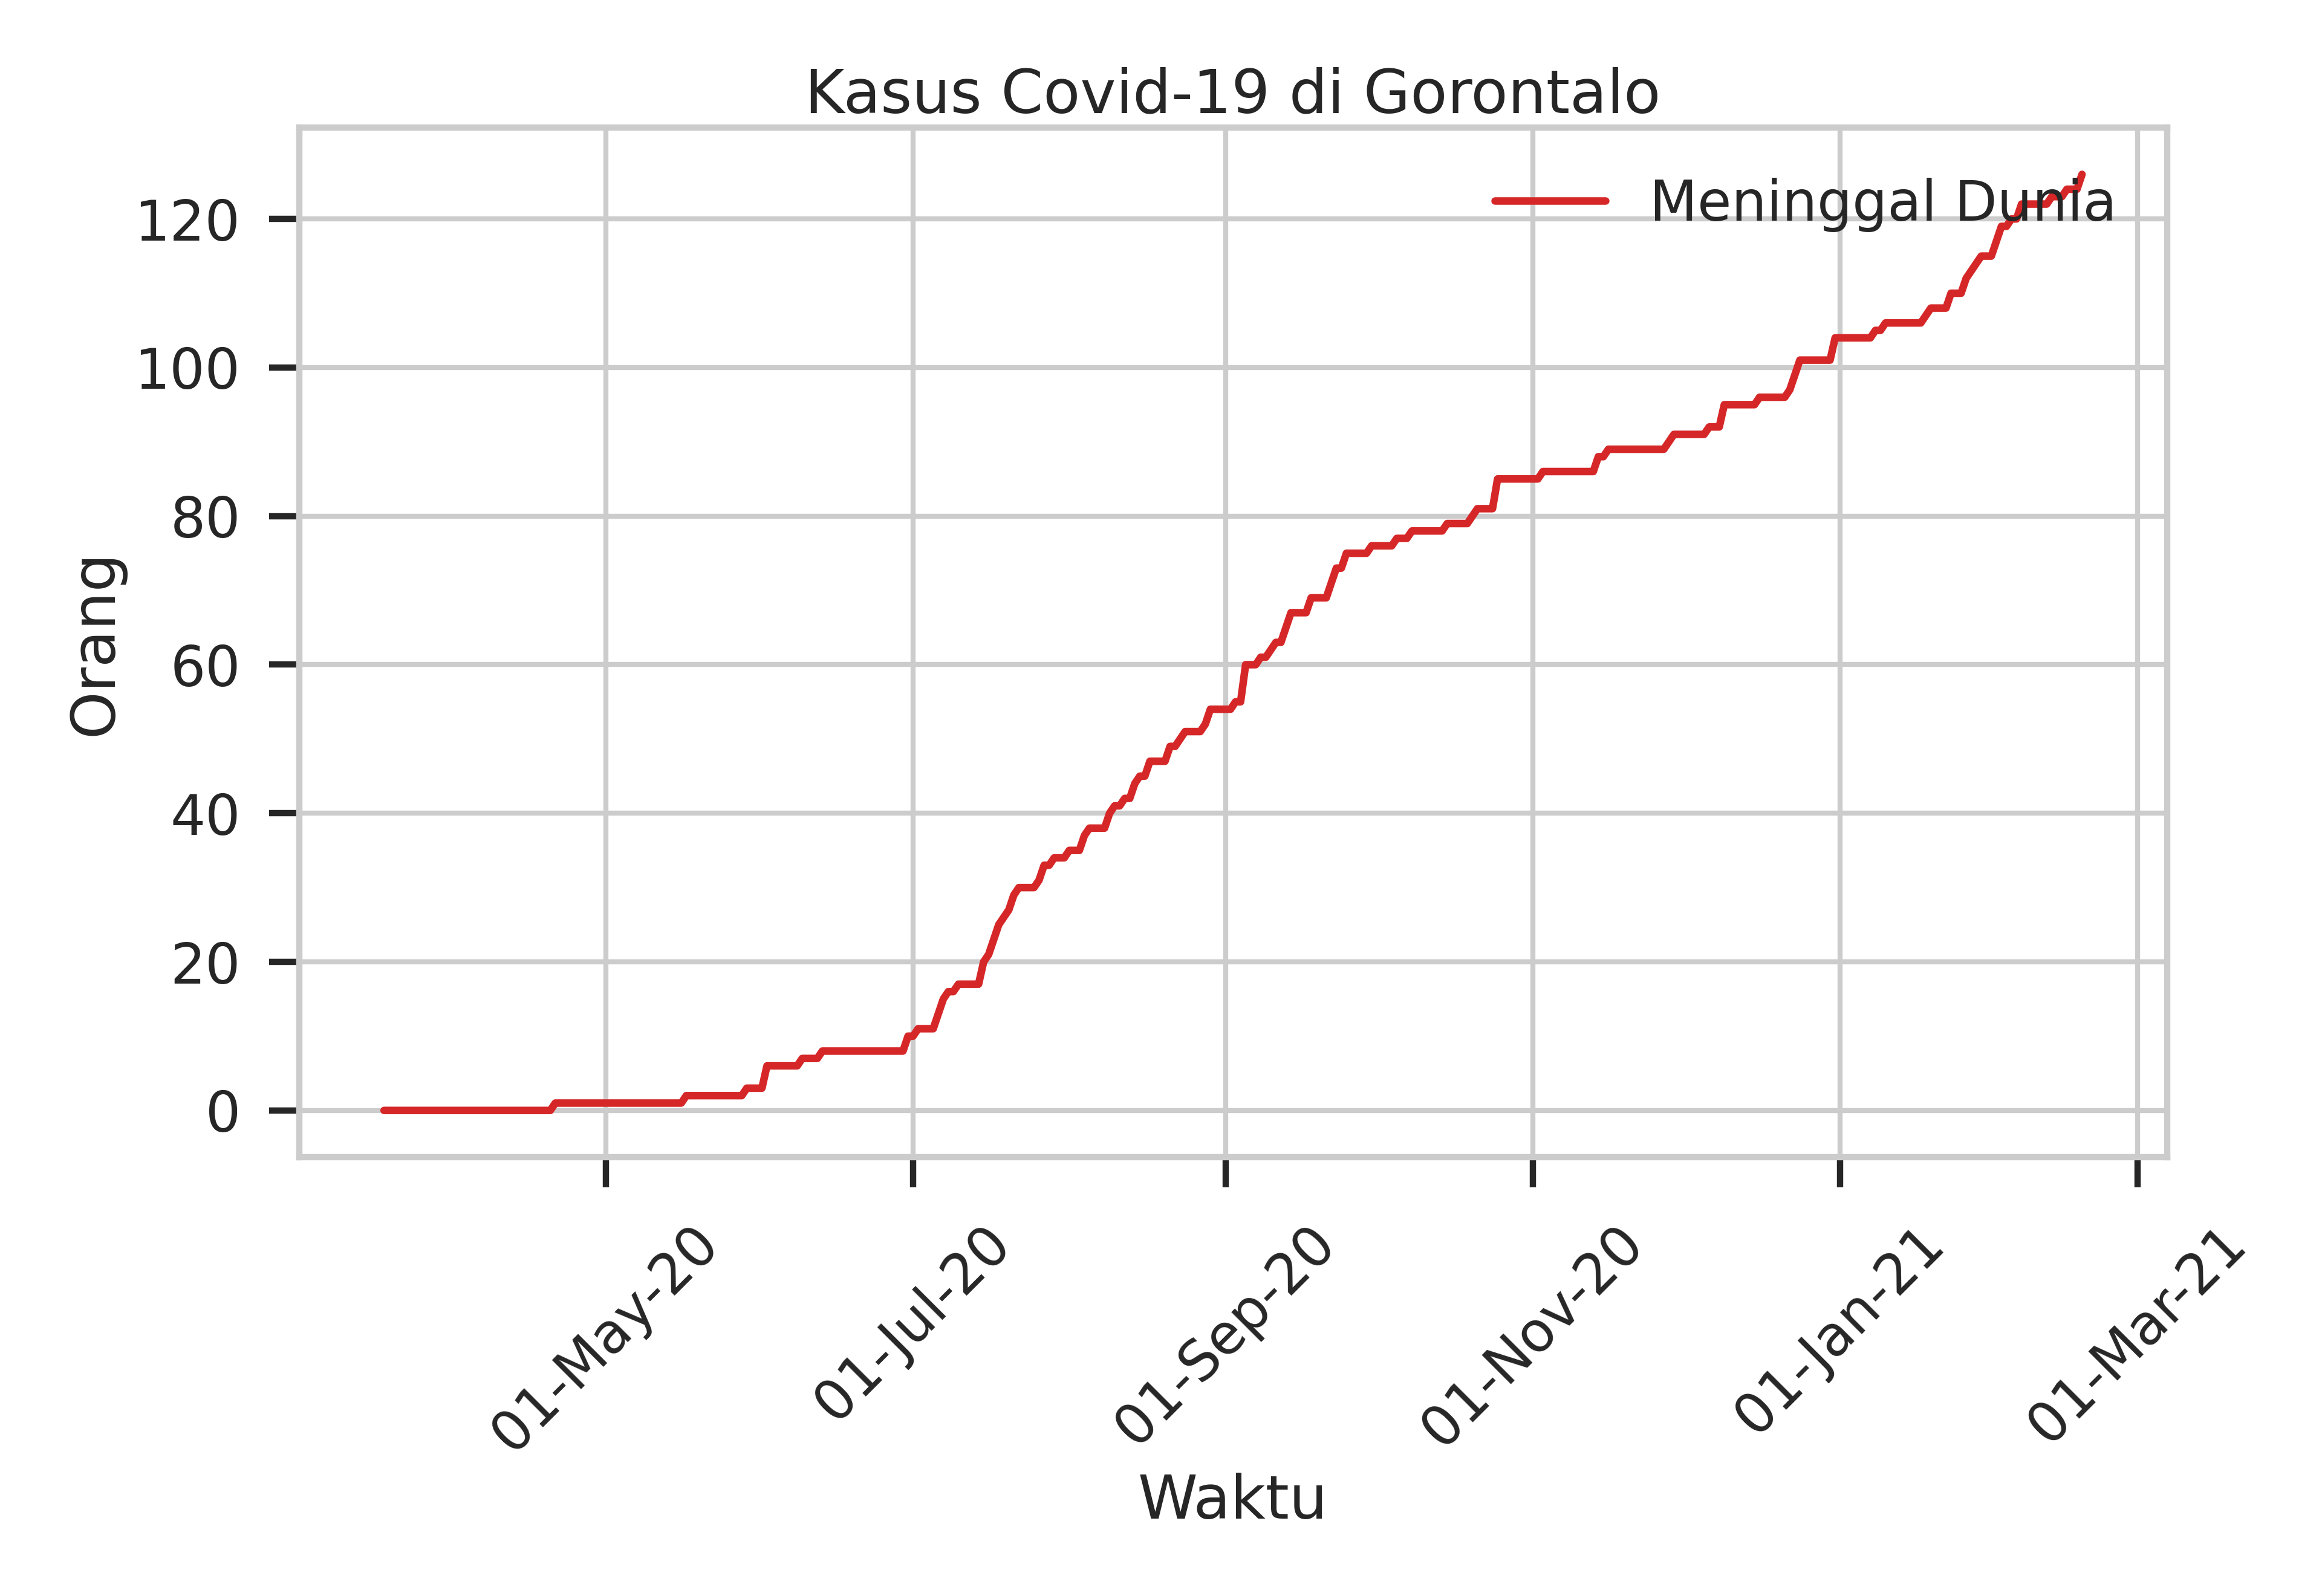 Kasus Covid-19 di Gorontalo
Meninggal Dunia
120
100
80
60
40
20
0
Orang
01-May-20
01-Jul-20
01-Sep-20
01-Nov-20
01-Jan-21
01-Mar-21
Waktu